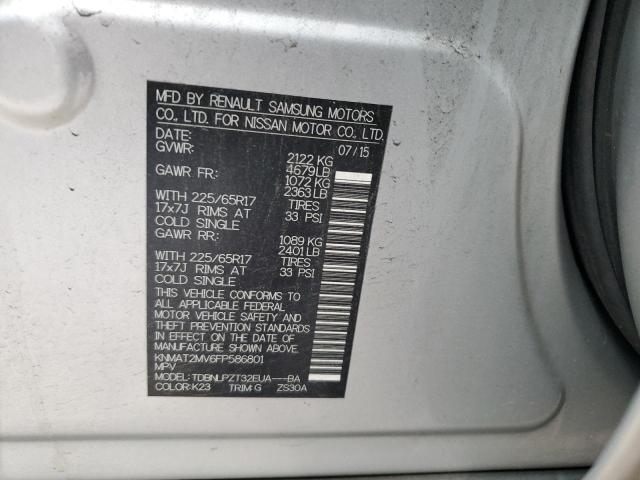 MFD BY RENAULT SAMSUNG MOTORS
CO., LTD. FOR NISSAN MOTOR CO., LTD.
DATE: 07/15
GVWR: 2122 KG
4679 LB
GAWR FR: 1072 KG
2363 LB
WITH 225/65R17 TIRES
17x7J RIMS AT 33 PSI
COLD SINGLE
GAWR RR: 1089 KG
2401 LB
WITH 225/65R17 TIRES
17x7J RIMS AT 33 PSI
COLD SINGLE
THIS VEHICLE CONFORMS TO
ALL APPLICABLE FEDERAL
MOTOR VEHICLE SAFETY AND
THEFT PREVENTION STANDARDS
IN EFFECT ON THE DATE OF
MANUFACTURE SHOWN ABOVE.
KNMAT2MV6FP586801
MPV
MODEL: TDBNLPZT32EUA---BA
COLOR: K23 TRIM: G ZS30A